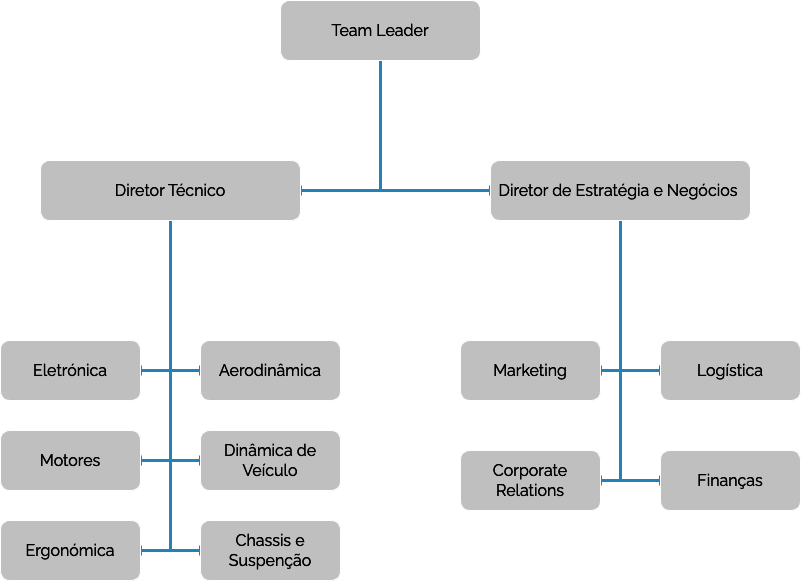 Team Leader
Diretor Técnico
Diretor de Estratégia e Negócios
Eletrónica
Aerodinâmica
Marketing
Logística
Motores
Dinâmica de
Veículo
Corporate
Relations
Finanças
Ergonómica
Chassis e
Suspenção